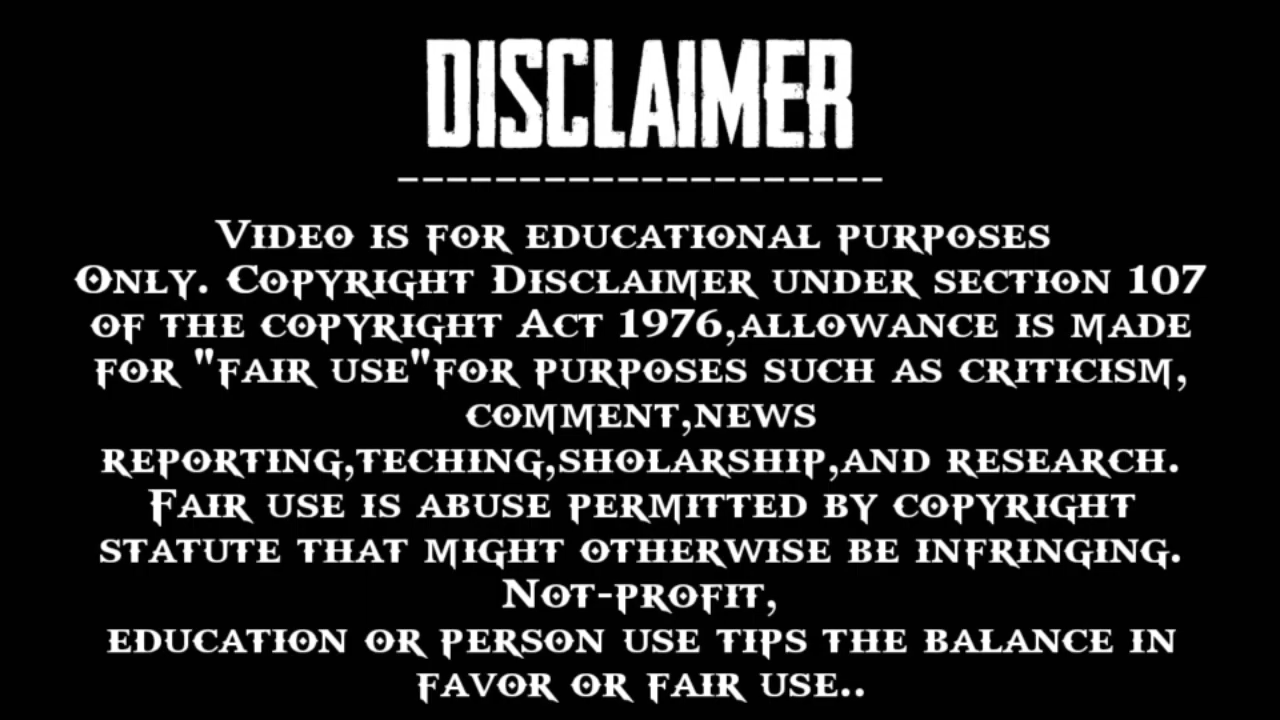 DISCLAIMER
--------------------
Video is for educational purposes
Only. Copyright Disclaimer under section 107
of the copyright Act 1976,allowance is made
for "fair use"for purposes such as criticism,
comment,news
reporting,teching,sholarship,and research.
Fair use is abuse permitted by copyright
statute that might otherwise be infringing.
Not-profit,
education or person use tips the balance in
favor or fair use..